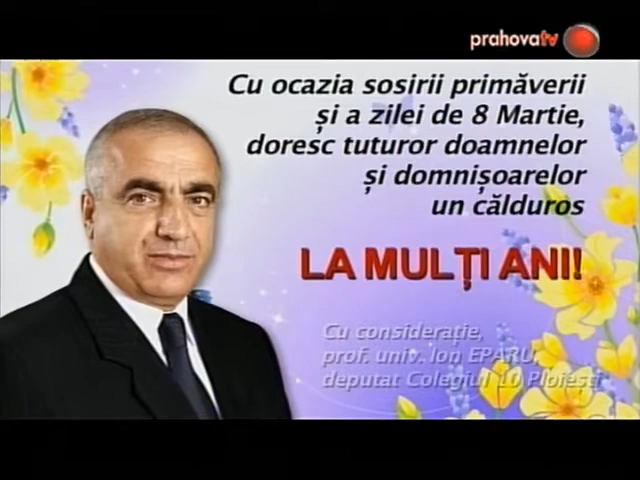 prahovatv
Cu ocazia sosirii primăverii
și a zilei de 8 Martie,
doresc tuturor doamnelor
și domnișoarelor
un călduros
LA MULȚI ANI!
Cu considerație,
prof. univ. Ion EPARU,
deputat Colegiul 10 Ploiești